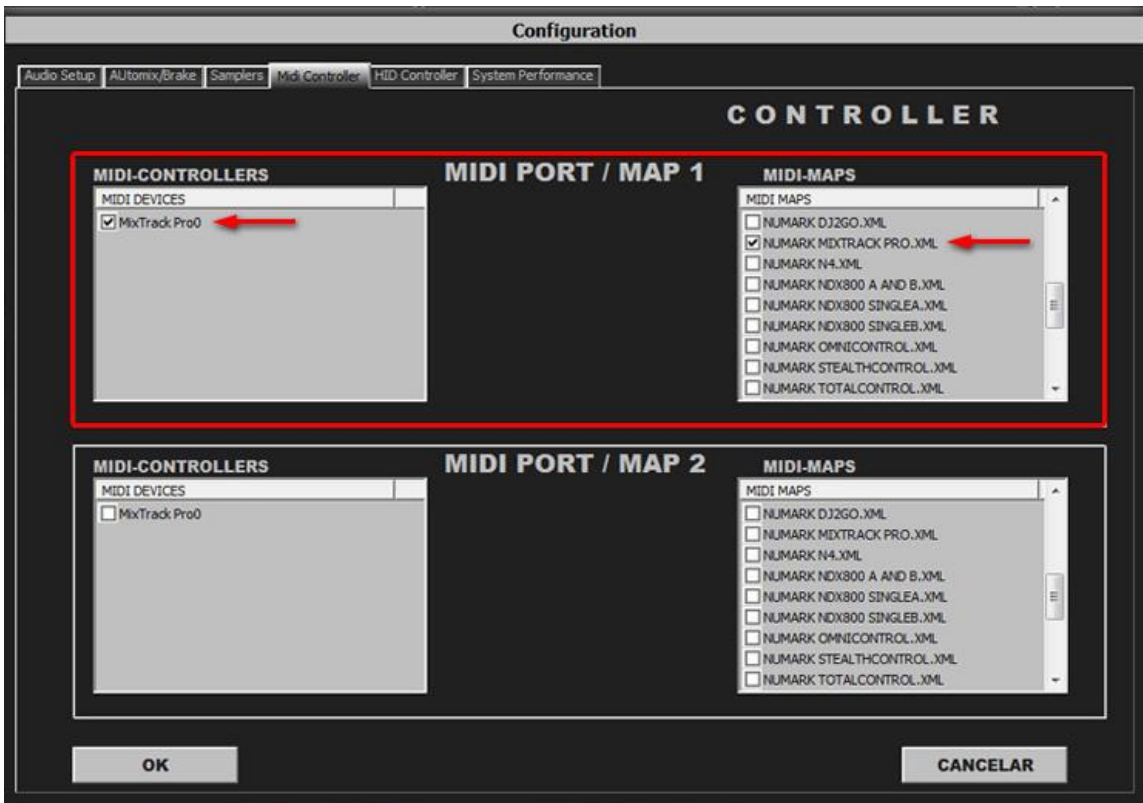 Configuration
Audio Setup AUtomix/Brake Samplers Midi Controller HID Controller System Performance
CONTROLLER
MIDI-CONTROLLERS MIDI PORT / MAP 1 MIDI-MAPS
MIDI DEVICES MIDI MAPS
MixTrack Pro0 NUMARK DJ2GO.XML
NUMARK MIXTRACK PRO.XML
NUMARK N4.XML
NUMARK NDX800 A AND B.XML
NUMARK NDX800 SINGLEA.XML
NUMARK NDX800 SINGLEB.XML
NUMARK OMNICONTROL.XML
NUMARK STEALTHCONTROL.XML
NUMARK TOTALCONTROL.XML
MIDI-CONTROLLERS MIDI PORT / MAP 2 MIDI-MAPS
MIDI DEVICES MIDI MAPS
MixTrack Pro0 NUMARK DJ2GO.XML
NUMARK MIXTRACK PRO.XML
NUMARK N4.XML
NUMARK NDX800 A AND B.XML
NUMARK NDX800 SINGLEA.XML
NUMARK NDX800 SINGLEB.XML
NUMARK OMNICONTROL.XML
NUMARK STEALTHCONTROL.XML
NUMARK TOTALCONTROL.XML
OK CANCELAR